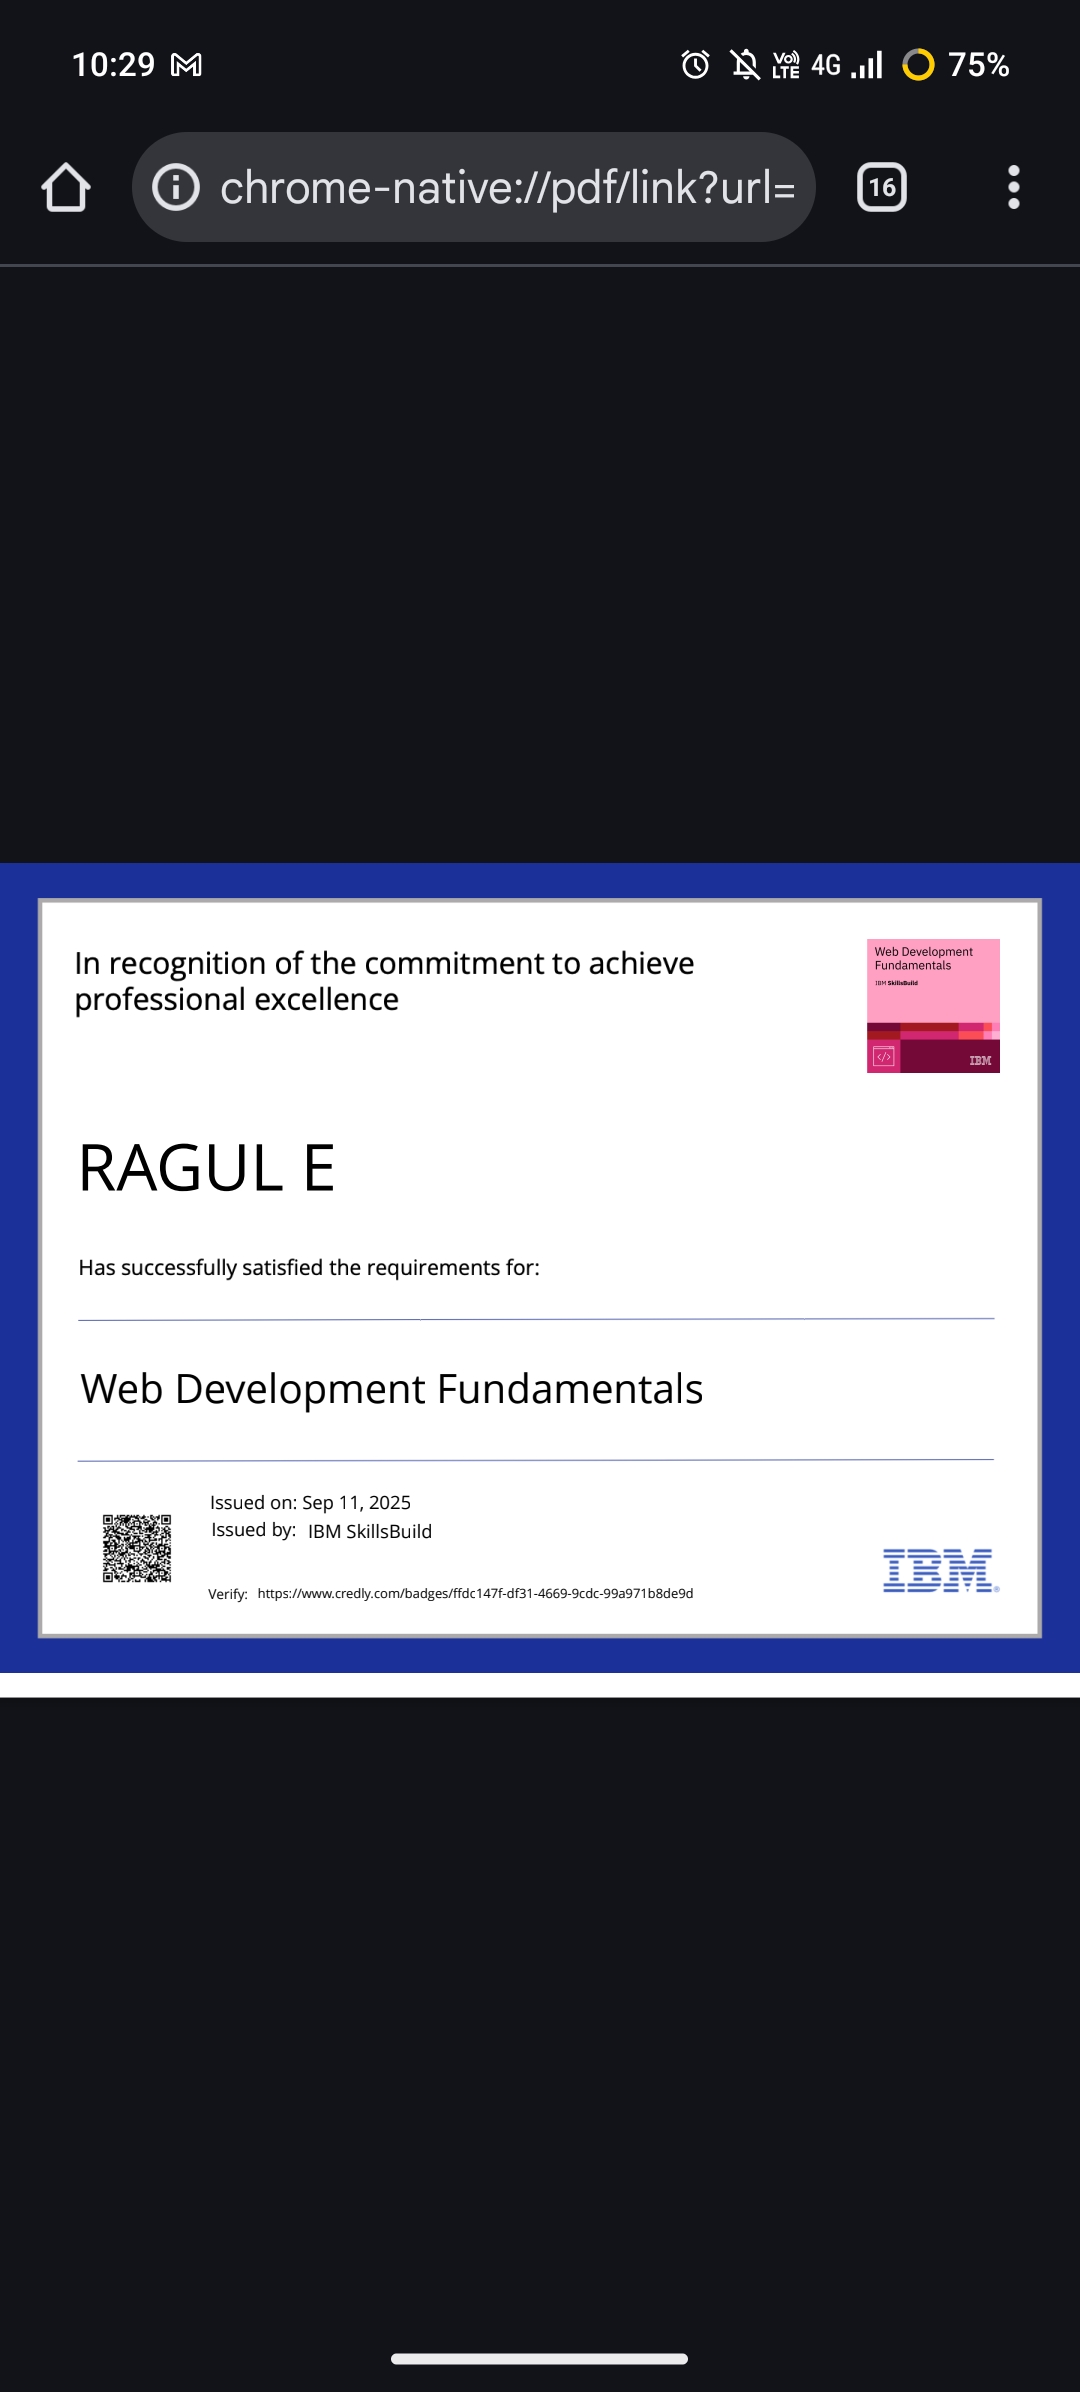 10:29
Vo) LTE 4G 75%
chrome-native://pdf/link?url=
16
In recognition of the commitment to achieve
professional excellence
Web Development
Fundamentals
IBM SkillsBuild
</>
IBM
RAGUL E
Has successfully satisfied the requirements for:
Web Development Fundamentals
Issued on: Sep 11, 2025
Issued by: IBM SkillsBuild
Verify: https://www.credly.com/badges/ffdc147f-df31-4669-9cdc-99a971b8de9d
IBM®